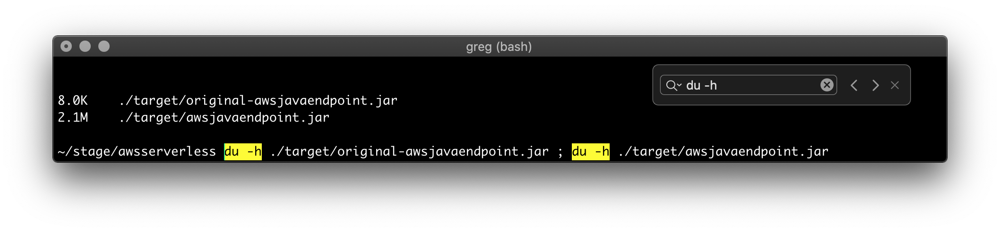 greg (bash)
du -h
8.0K    ./target/original-awsjavaendpoint.jar
2.1M    ./target/awsjavaendpoint.jar
~/stage/awsserverless du -h ./target/original-awsjavaendpoint.jar ; du -h ./target/awsjavaendpoint.jar